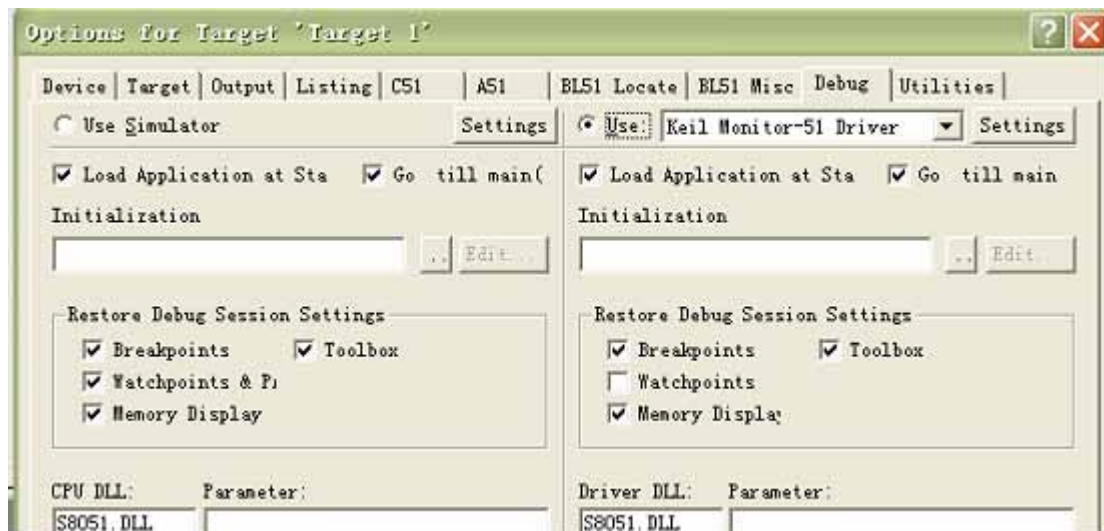 Options for Target 'Target 1'
Device Target Output Listing C51 A51 BL51 Locate BL51 Misc Debug Utilities
Use Simulator Settings Use: Keil Monitor-51 Driver Settings
Load Application at Sta Go till main( Load Application at Sta Go till main
Initialization Initialization
.. Edit... .. Edit...
Restore Debug Session Settings Restore Debug Session Settings
Breakpoints Toolbox Breakpoints Toolbox
Watchpoints & Watchpoints
Memory Display Memory Display
CPU DLL: Parameter: Driver DLL: Parameter:
S8051.DLL S8051.DLL